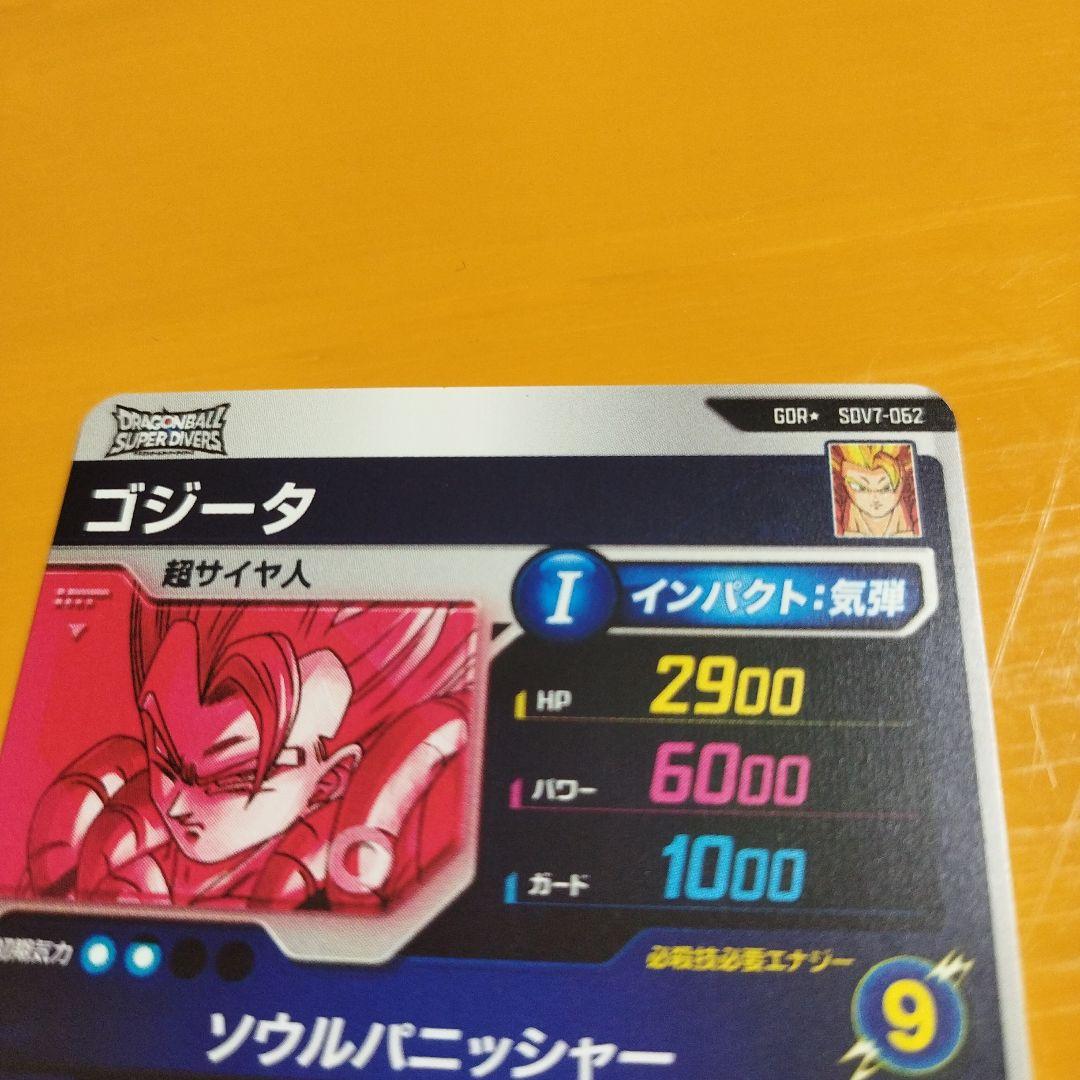 DRAGONBALL
SUPER DIVERS
GDR★ SDV7-062
ゴジータ
超サイヤ人
I インパクト:気弾
HP 2900
パワー 6000
ガード 1000
初期気力
必殺技必要エナジー
9
ソウルパニッシャー